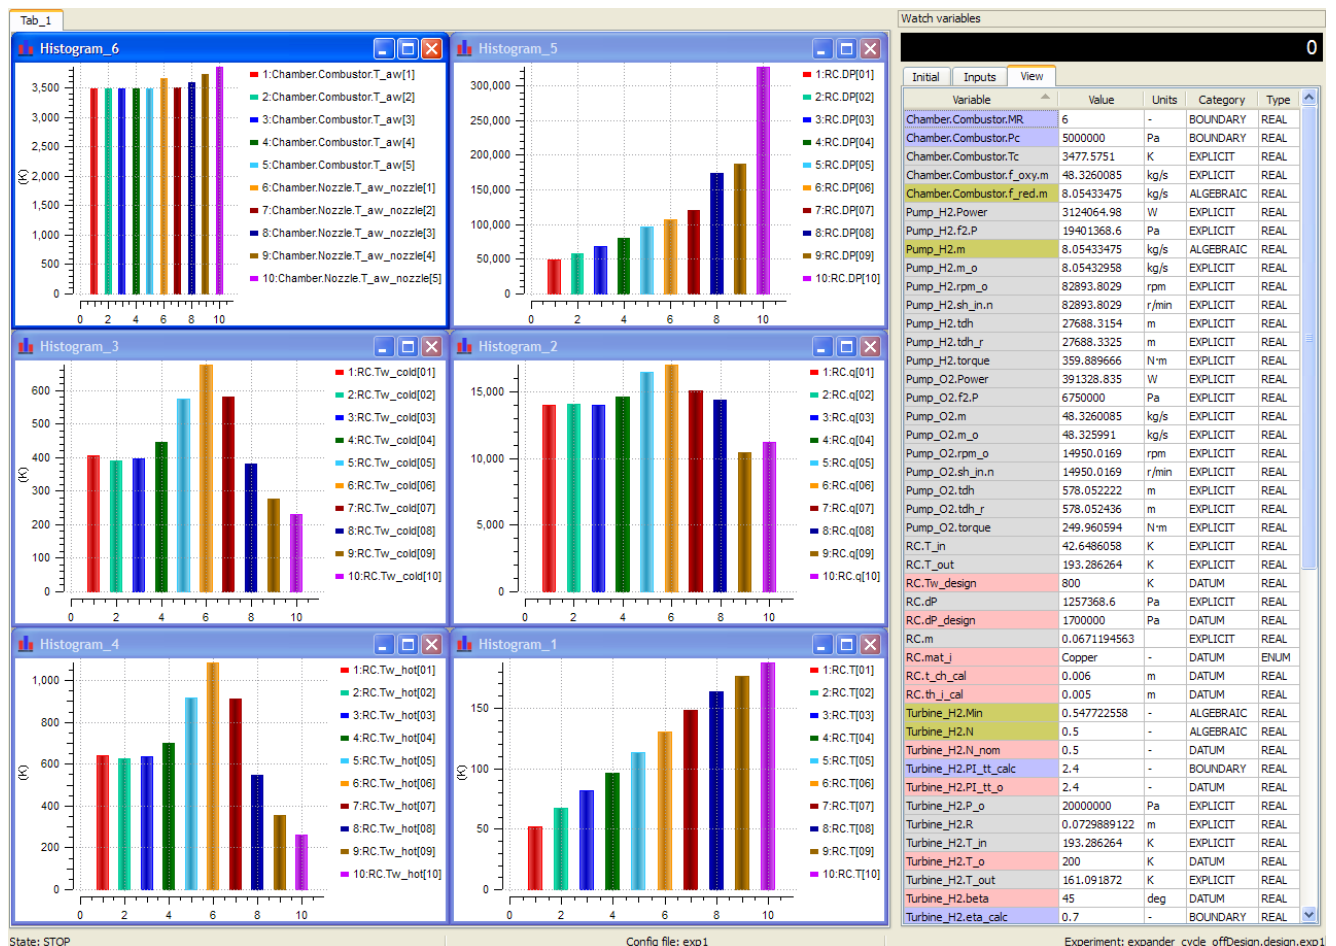 Tab_1
Histogram_6
3,500
3,000
2,500
2,000
1,500
1,000
500
0
(K)
0 2 4 6 8 10
1:Chamber.Combustor.T_aw[1]
2:Chamber.Combustor.T_aw[2]
3:Chamber.Combustor.T_aw[3]
4:Chamber.Combustor.T_aw[4]
5:Chamber.Combustor.T_aw[5]
6:Chamber.Nozzle.T_aw_nozzle[1]
7:Chamber.Nozzle.T_aw_nozzle[2]
8:Chamber.Nozzle.T_aw_nozzle[3]
9:Chamber.Nozzle.T_aw_nozzle[4]
10:Chamber.Nozzle.T_aw_nozzle[5]
Histogram_5
300,000
250,000
200,000
150,000
100,000
50,000
0
0 2 4 6 8 10
1:RC.DP[01]
2:RC.DP[02]
3:RC.DP[03]
4:RC.DP[04]
5:RC.DP[05]
6:RC.DP[06]
7:RC.DP[07]
8:RC.DP[08]
9:RC.DP[09]
10:RC.DP[10]
Histogram_3
600
500
400
300
200
100
0
(K)
0 2 4 6 8 10
1:RC.Tw_cold[01]
2:RC.Tw_cold[02]
3:RC.Tw_cold[03]
4:RC.Tw_cold[04]
5:RC.Tw_cold[05]
6:RC.Tw_cold[06]
7:RC.Tw_cold[07]
8:RC.Tw_cold[08]
9:RC.Tw_cold[09]
10:RC.Tw_cold[10]
Histogram_2
15,000
10,000
5,000
0
0 2 4 6 8 10
1:RC.q[01]
2:RC.q[02]
3:RC.q[03]
4:RC.q[04]
5:RC.q[05]
6:RC.q[06]
7:RC.q[07]
8:RC.q[08]
9:RC.q[09]
10:RC.q[10]
Histogram_4
1,000
800
600
400
200
0
(K)
0 2 4 6 8 10
1:RC.Tw_hot[01]
2:RC.Tw_hot[02]
3:RC.Tw_hot[03]
4:RC.Tw_hot[04]
5:RC.Tw_hot[05]
6:RC.Tw_hot[06]
7:RC.Tw_hot[07]
8:RC.Tw_hot[08]
9:RC.Tw_hot[09]
10:RC.Tw_hot[10]
Histogram_1
150
100
50
0
(K)
0 2 4 6 8 10
1:RC.T[01]
2:RC.T[02]
3:RC.T[03]
4:RC.T[04]
5:RC.T[05]
6:RC.T[06]
7:RC.T[07]
8:RC.T[08]
9:RC.T[09]
10:RC.T[10]
Watch variables
0
Initial Inputs View
Variable Value Units Category Type
Chamber.Combustor.MR 6 - BOUNDARY REAL
Chamber.Combustor.Pc 5000000 Pa BOUNDARY REAL
Chamber.Combustor.Tc 3477.5751 K EXPLICIT REAL
Chamber.Combustor.f_oxy.m 48.3260085 kg/s EXPLICIT REAL
Chamber.Combustor.f_red.m 8.05433475 kg/s ALGEBRAIC REAL
Pump_H2.Power 3124064.98 W EXPLICIT REAL
Pump_H2.f2.P 19401368.6 Pa EXPLICIT REAL
Pump_H2.m 8.05433475 kg/s ALGEBRAIC REAL
Pump_H2.m_o 8.05432958 kg/s EXPLICIT REAL
Pump_H2.rpm_o 82893.8029 rpm EXPLICIT REAL
Pump_H2.sh_in.n 82893.8029 r/min EXPLICIT REAL
Pump_H2.tdh 27688.3154 m EXPLICIT REAL
Pump_H2.tdh_r 27688.3325 m EXPLICIT REAL
Pump_H2.torque 359.889666 N·m EXPLICIT REAL
Pump_O2.Power 391328.835 W EXPLICIT REAL
Pump_O2.f2.P 6750000 Pa EXPLICIT REAL
Pump_O2.m 48.3260085 kg/s EXPLICIT REAL
Pump_O2.m_o 48.325991 kg/s EXPLICIT REAL
Pump_O2.rpm_o 14950.0169 rpm EXPLICIT REAL
Pump_O2.sh_in.n 14950.0169 r/min EXPLICIT REAL
Pump_O2.tdh 578.052222 m EXPLICIT REAL
Pump_O2.tdh_r 578.052436 m EXPLICIT REAL
Pump_O2.torque 249.960594 N·m EXPLICIT REAL
RC.T_in 42.6486058 K EXPLICIT REAL
RC.T_out 193.286264 K EXPLICIT REAL
RC.Tw_design 800 K DATUM REAL
RC.dP 1257368.6 Pa EXPLICIT REAL
RC.dP_design 1700000 Pa DATUM REAL
RC.m 0.0671194563 EXPLICIT REAL
RC.mat_i Copper - DATUM ENUM
RC.t_ch_cal 0.006 m DATUM REAL
RC.th_i_cal 0.005 m DATUM REAL
Turbine_H2.Min 0.547722558 - ALGEBRAIC REAL
Turbine_H2.N 0.5 - ALGEBRAIC REAL
Turbine_H2.N_nom 0.5 - DATUM REAL
Turbine_H2.PI_tt_calc 2.4 - BOUNDARY REAL
Turbine_H2.PI_tt_o 2.4 - DATUM REAL
Turbine_H2.P_o 20000000 Pa EXPLICIT REAL
Turbine_H2.R 0.0729889122 m EXPLICIT REAL
Turbine_H2.T_in 193.286264 K EXPLICIT REAL
Turbine_H2.T_o 200 K DATUM REAL
Turbine_H2.T_out 161.091872 K EXPLICIT REAL
Turbine_H2.beta 45 deg DATUM REAL
Turbine_H2.eta_calc 0.7 - BOUNDARY REAL
State: STOP Config file: exp1 Experiment: expander_cycle_offDesign.design.exp1